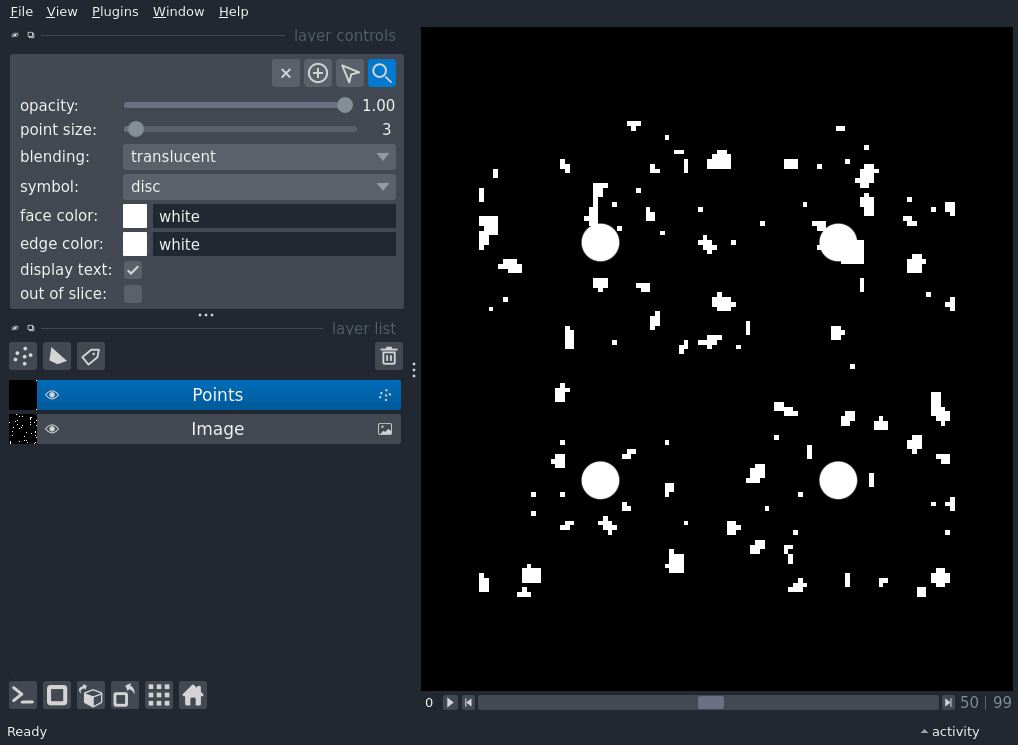 File View Plugins Window Help
layer controls
opacity: 1.00
point size: 3
blending: translucent
symbol: disc
face color: white
edge color: white
display text:
out of slice:
layer list
Points
Image
0 50 | 99
Ready activity